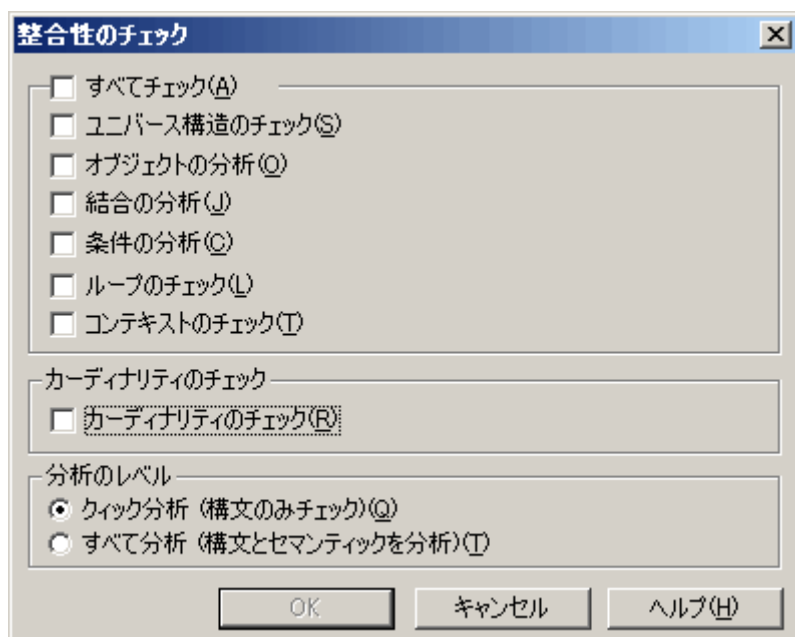 整合性のチェック
すべてチェック(A)
ユニバース構造のチェック(S)
オブジェクトの分析(O)
結合の分析(J)
条件の分析(C)
ループのチェック(L)
コンテキストのチェック(T)
カーディナリティのチェック
カーディナリティのチェック(R)
分析のレベル
クィック分析 (構文のみチェック)(Q)
すべて分析 (構文とセマンティックを分析)(T)
OK キャンセル ヘルプ(H)